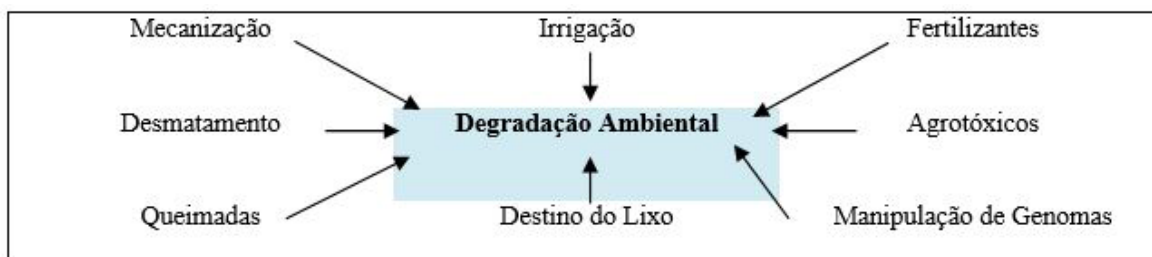 Mecanização Irrigação Fertilizantes
Desmatamento Degradação Ambiental Agrotóxicos
Queimadas Destino do Lixo Manipulação de Genomas